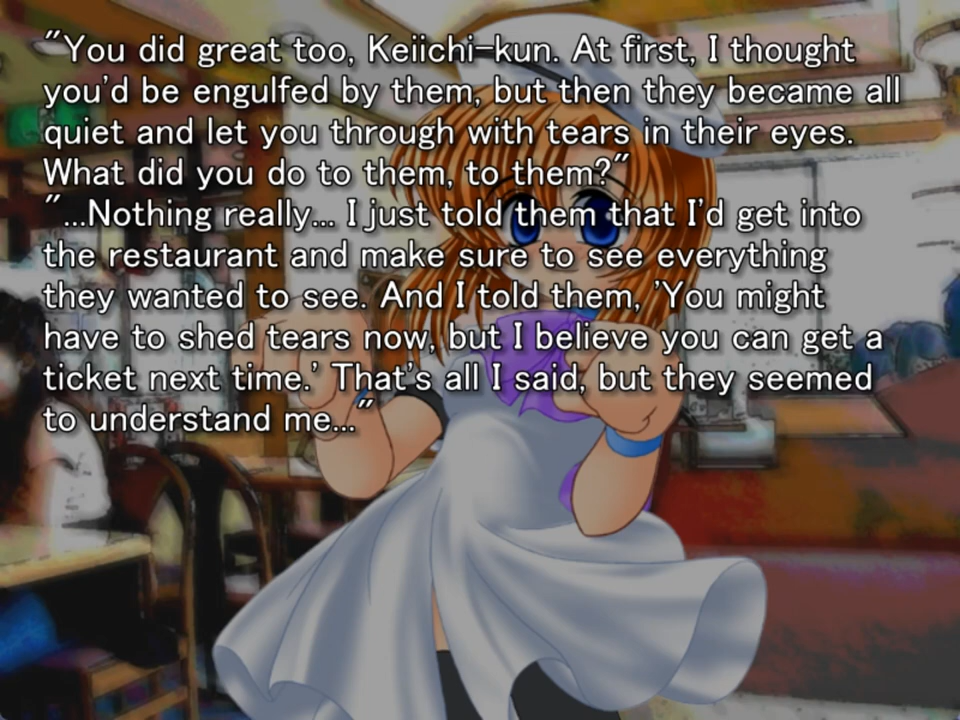 "You did great too, Keiichi-kun. At first, I thought
you'd be engulfed by them, but then they became all
quiet and let you through with tears in their eyes.
What did you do to them, to them?"
"...Nothing really... I just told them that I'd get into
the restaurant and make sure to see everything
they wanted to see. And I told them, 'You might
have to shed tears now, but I believe you can get a
ticket next time.' That's all I said, but they seemed
to understand me..."